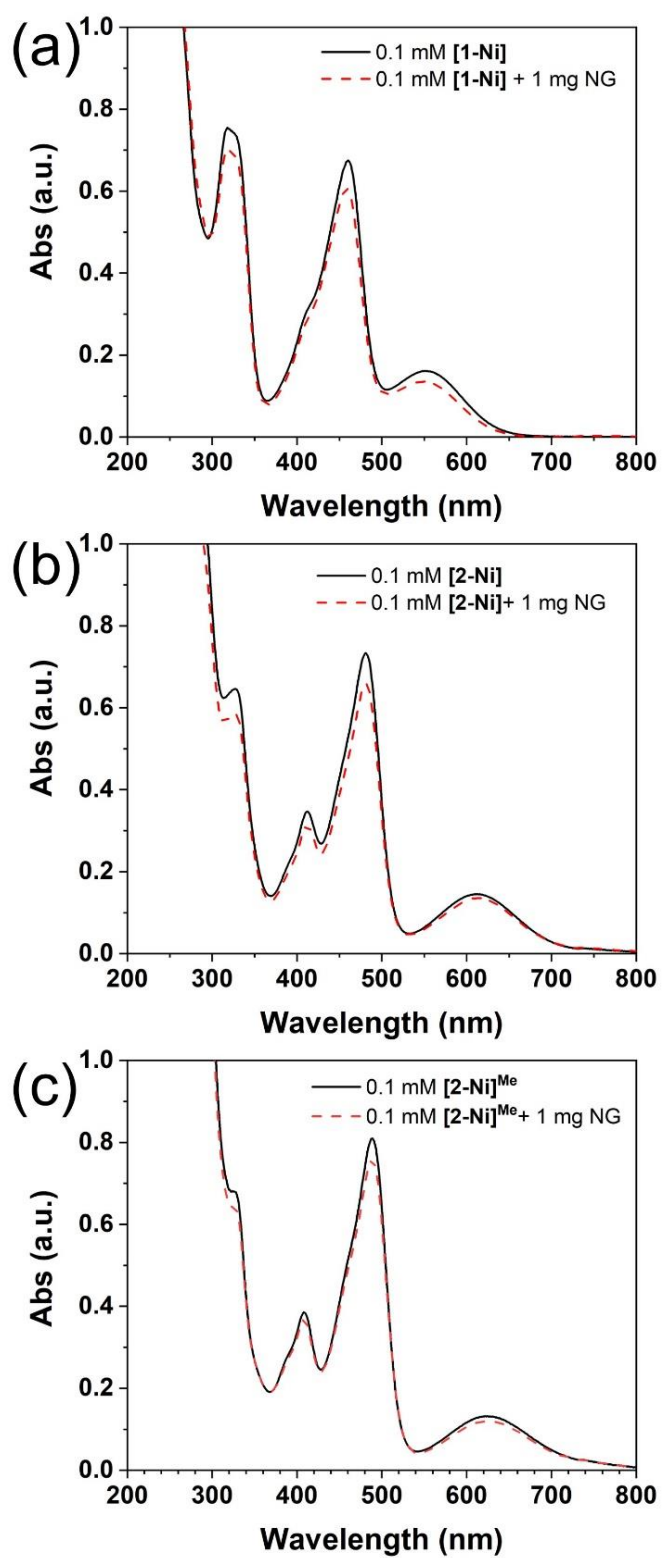 (a)
0.1 mM [1-Ni]
0.1 mM [1-Ni] + 1 mg NG
1.0
0.8
0.6
0.4
0.2
0.0
Abs (a.u.)
200 300 400 500 600 700 800
Wavelength (nm)
(b)
0.1 mM [2-Ni]
0.1 mM [2-Ni]+ 1 mg NG
1.0
0.8
0.6
0.4
0.2
0.0
Abs (a.u.)
200 300 400 500 600 700 800
Wavelength (nm)
(c)
0.1 mM [2-Ni]ᴹᵉ
0.1 mM [2-Ni]ᴹᵉ+ 1 mg NG
1.0
0.8
0.6
0.4
0.2
0.0
Abs (a.u.)
200 300 400 500 600 700 800
Wavelength (nm)